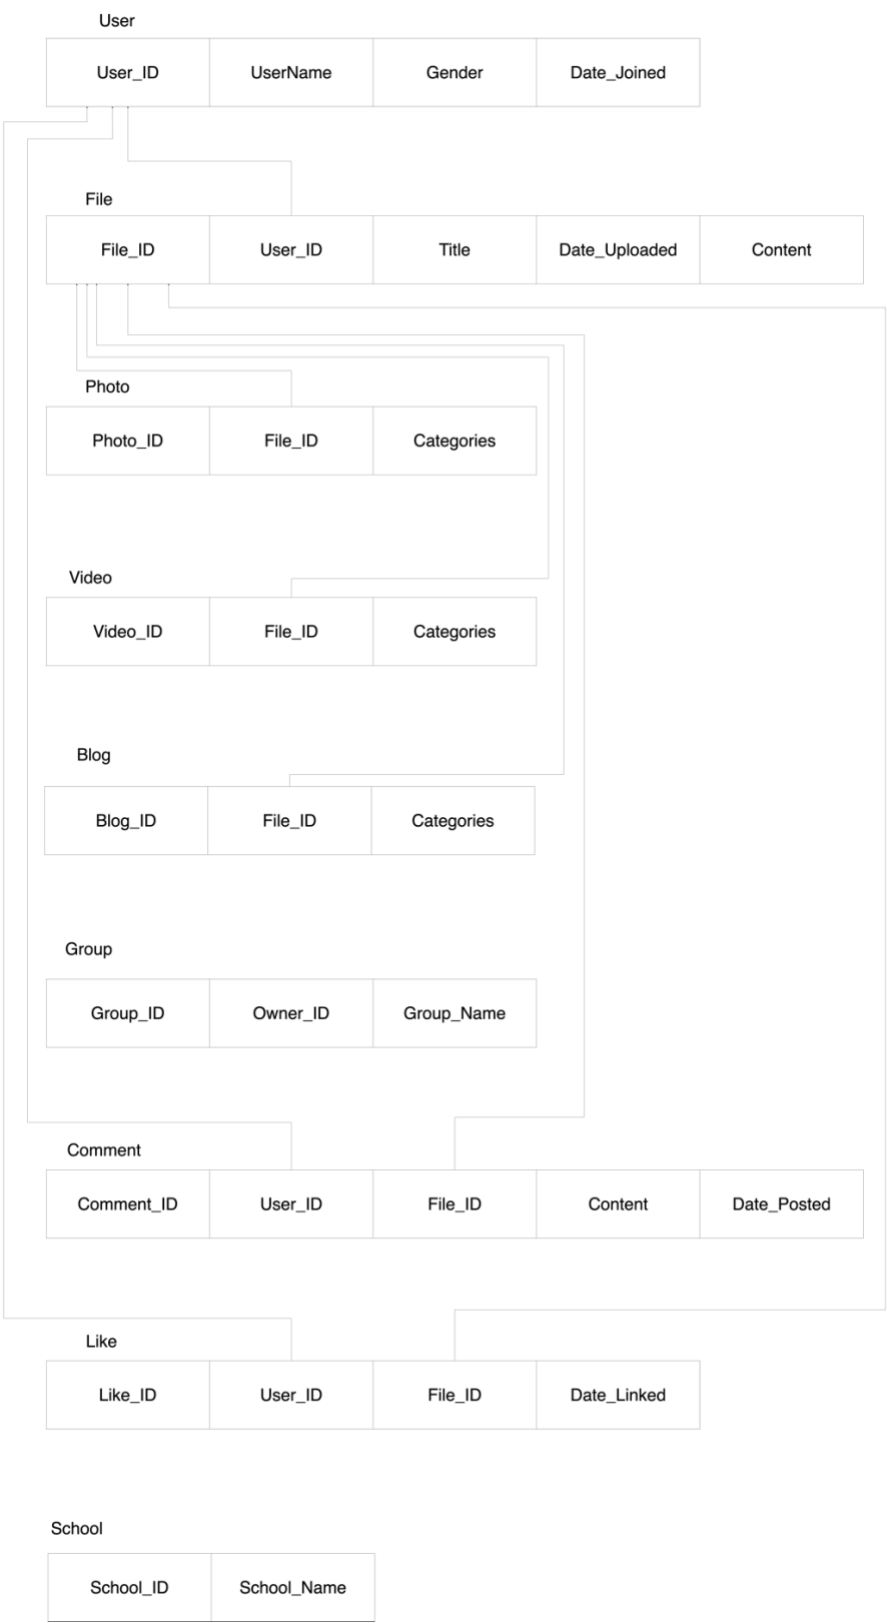 User
User_ID UserName Gender Date_Joined
File
File_ID User_ID Title Date_Uploaded Content
Photo
Photo_ID File_ID Categories
Video
Video_ID File_ID Categories
Blog
Blog_ID File_ID Categories
Group
Group_ID Owner_ID Group_Name
Comment
Comment_ID User_ID File_ID Content Date_Posted
Like
Like_ID User_ID File_ID Date_Linked
School
School_ID School_Name